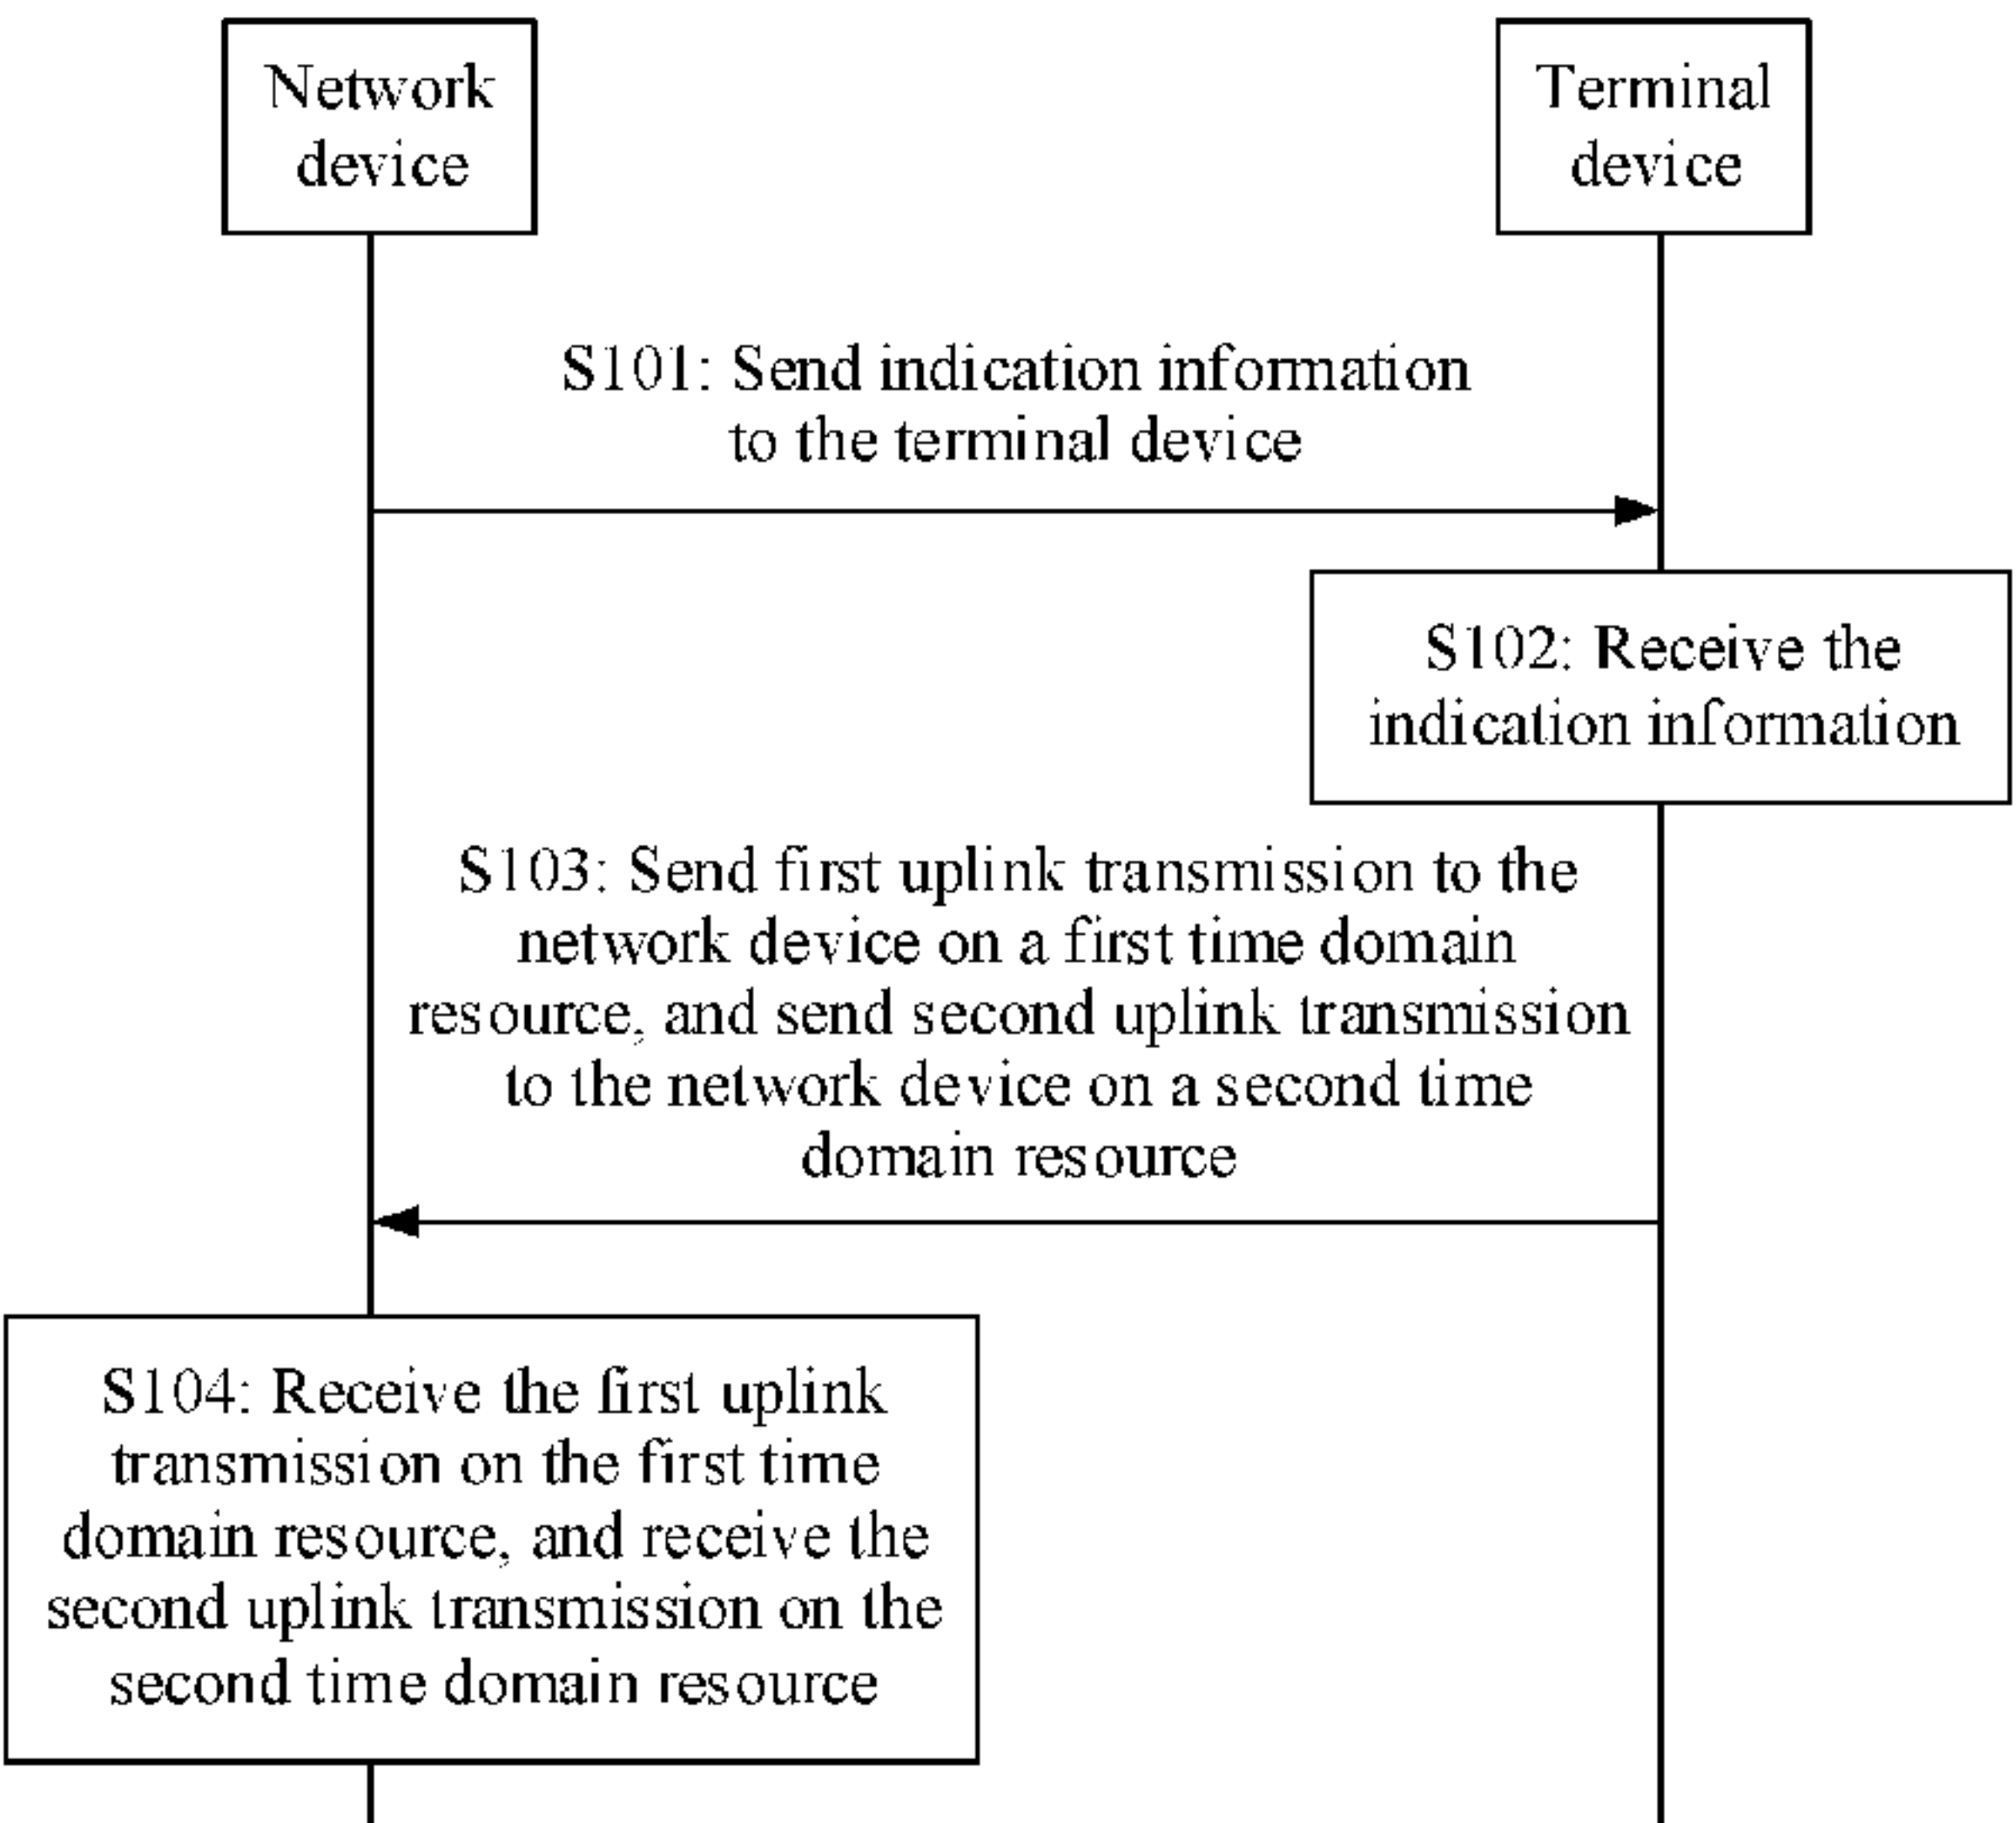 Network
device
Terminal
device
S101: Send indication information
to the terminal device
S102: Receive the
indication information
S103: Send first uplink transmission to the
network device on a first time domain
resource, and send second uplink transmission
to the network device on a second time
domain resource
S104: Receive the first uplink
transmission on the first time
domain resource, and receive the
second uplink transmission on the
second time domain resource